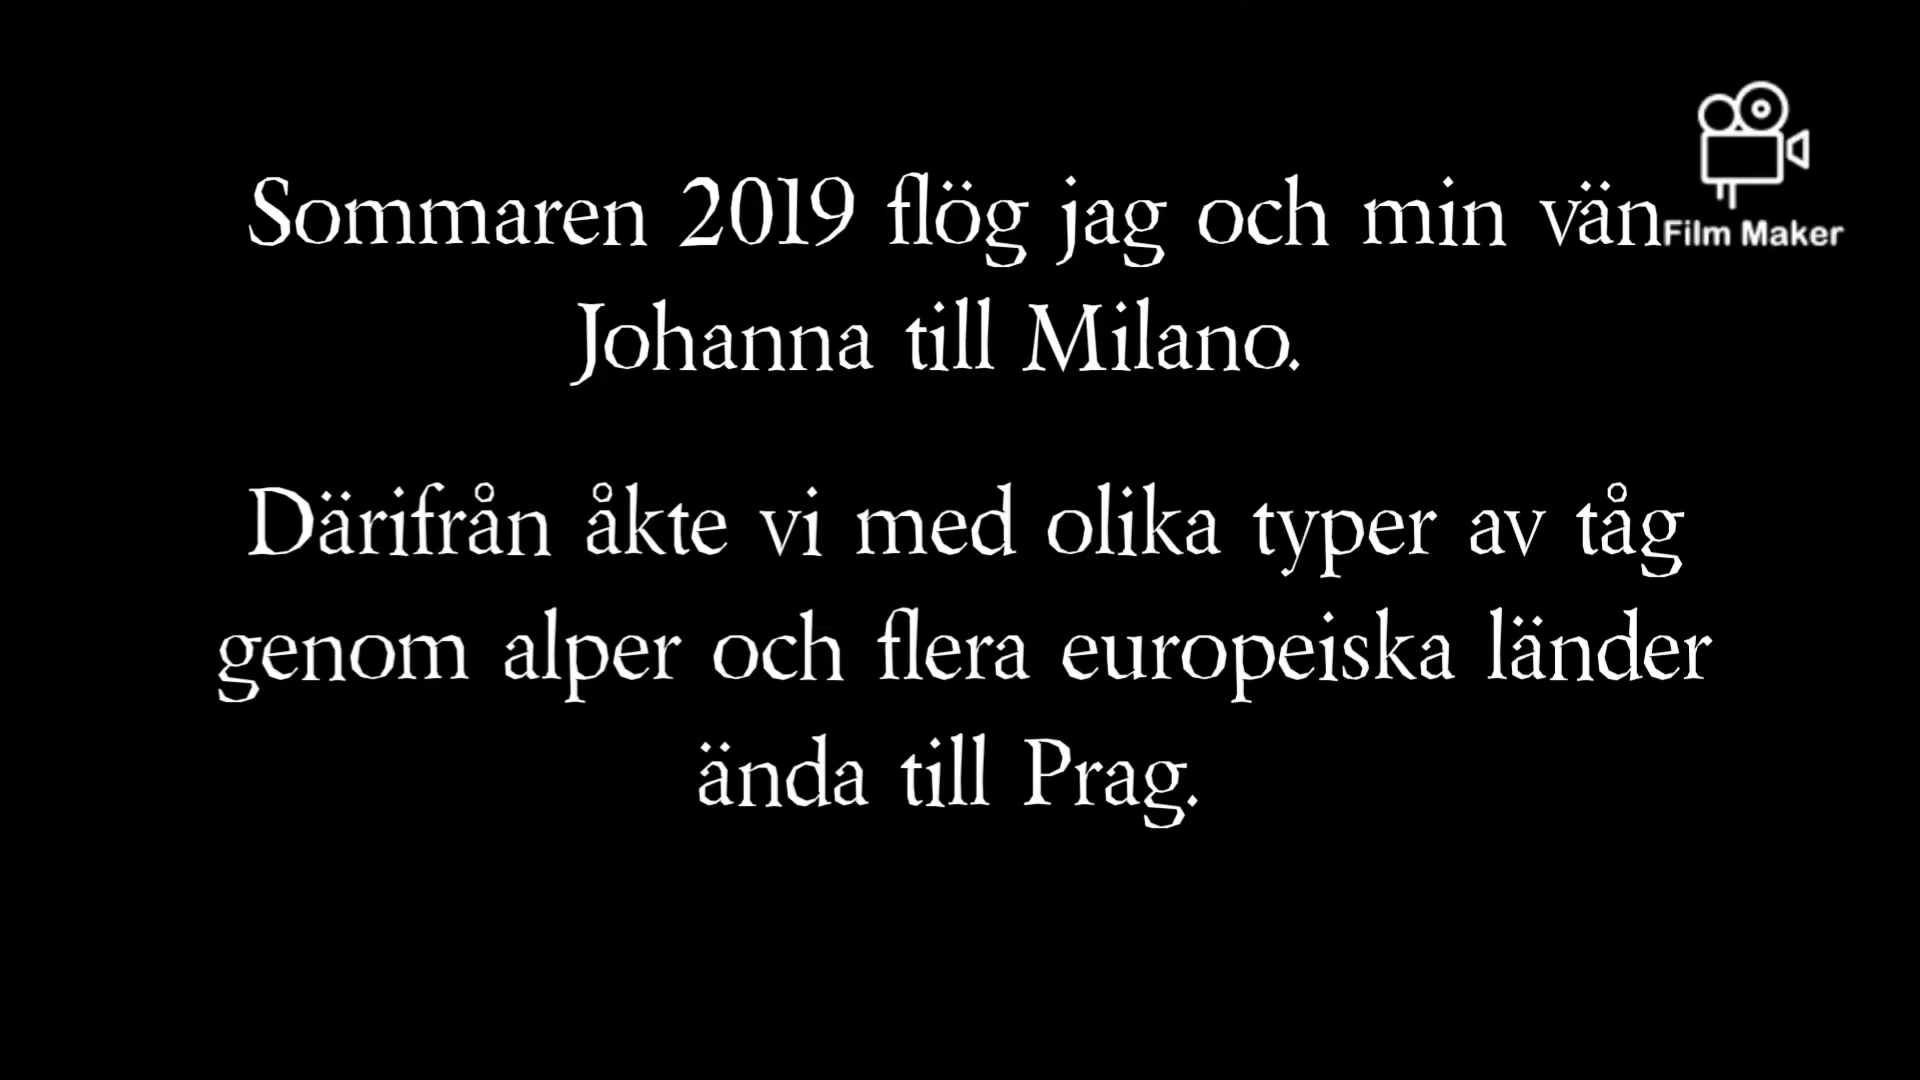 Sommaren 2019 flög jag och min vän
Film Maker
Johanna till Milano.
Därifrån åkte vi med olika typer av tåg
genom alper och flera europeiska länder
ända till Prag.